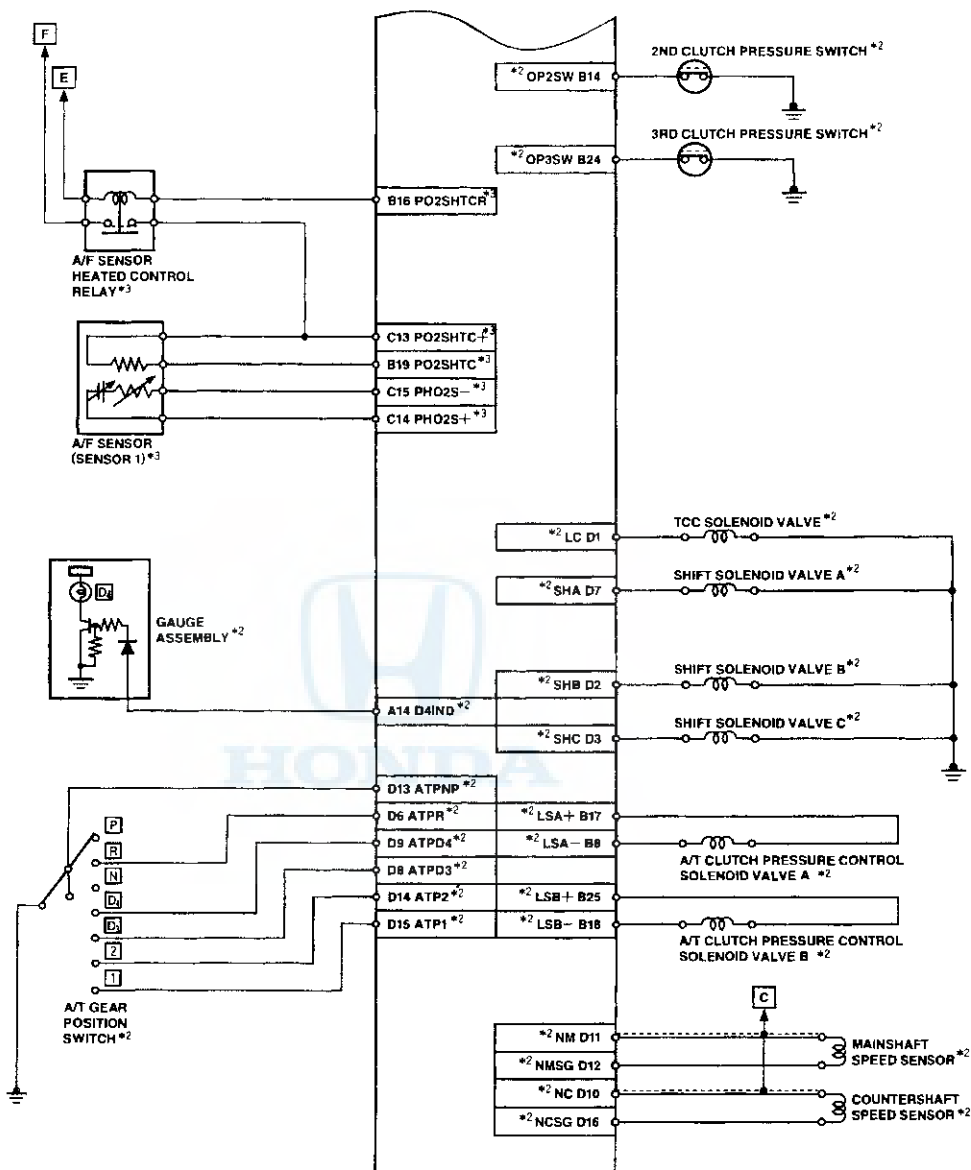 F
E
*2 OP2SW B14
2ND CLUTCH PRESSURE SWITCH *2
*2 OP3SW B24
3RD CLUTCH PRESSURE SWITCH *2
B16 PO2SHTCR *3
A/F SENSOR
HEATED CONTROL
RELAY *3
C13 PO2SHTC+ *3
B19 PO2SHTC *3
C15 PHO2S− *3
C14 PHO2S+ *3
A/F SENSOR
(SENSOR 1) *3
*2 LC D1
TCC SOLENOID VALVE *2
*2 SHA D7
SHIFT SOLENOID VALVE A *2
GAUGE
ASSEMBLY *2
*2 SHB D2
SHIFT SOLENOID VALVE B *2
A14 D4IND *2
*2 SHC D3
SHIFT SOLENOID VALVE C *2
HONDA
D13 ATPNP *2
D6 ATPR *2
*2 LSA+ B17
D9 ATPD4 *2
*2 LSA− B8
D8 ATPD3 *2
A/T CLUTCH PRESSURE CONTROL
SOLENOID VALVE A *2
D14 ATP2 *2
*2 LSB+ B25
D15 ATP1 *2
*2 LSB− B18
A/T CLUTCH PRESSURE CONTROL
SOLENOID VALVE B *2
P
R
N
D4
D3
2
1
A/T GEAR
POSITION
SWITCH *2
C
*2 NM D11
*2 NMSG D12
MAINSHAFT
SPEED SENSOR *2
*2 NC D10
*2 NCSG D16
COUNTERSHAFT
SPEED SENSOR *2